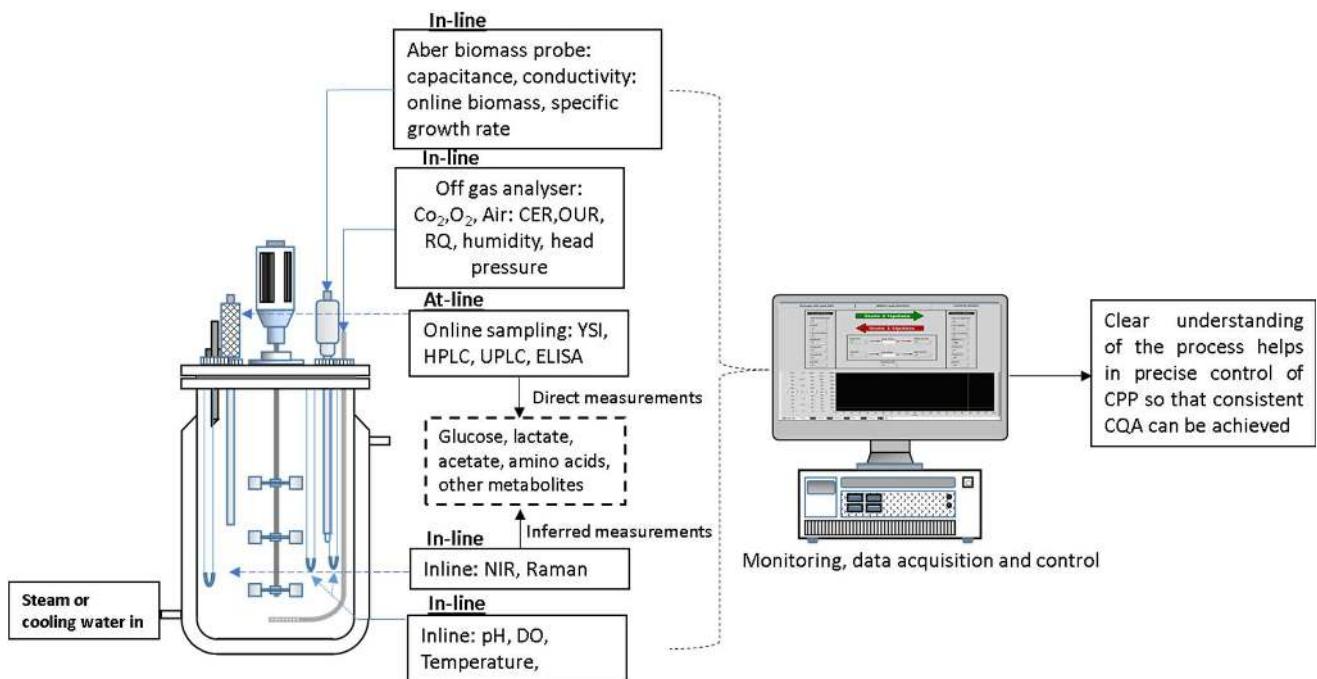 In-line
Aber biomass probe:
capacitance, conductivity:
online biomass, specific
growth rate
In-line
Off gas analyser:
Co₂,O₂, Air: CER,OUR,
RQ, humidity, head
pressure
At-line
Online sampling: YSI,
HPLC, UPLC, ELISA
Direct measurements
Glucose, lactate,
acetate, amino acids,
other metabolites
Inferred measurements
In-line
Inline: NIR, Raman
In-line
Inline: pH, DO,
Temperature,
Steam or
cooling water in
Monitoring, data acquisition and control
Clear understanding
of the process helps
in precise control of
CPP so that consistent
CQA can be achieved